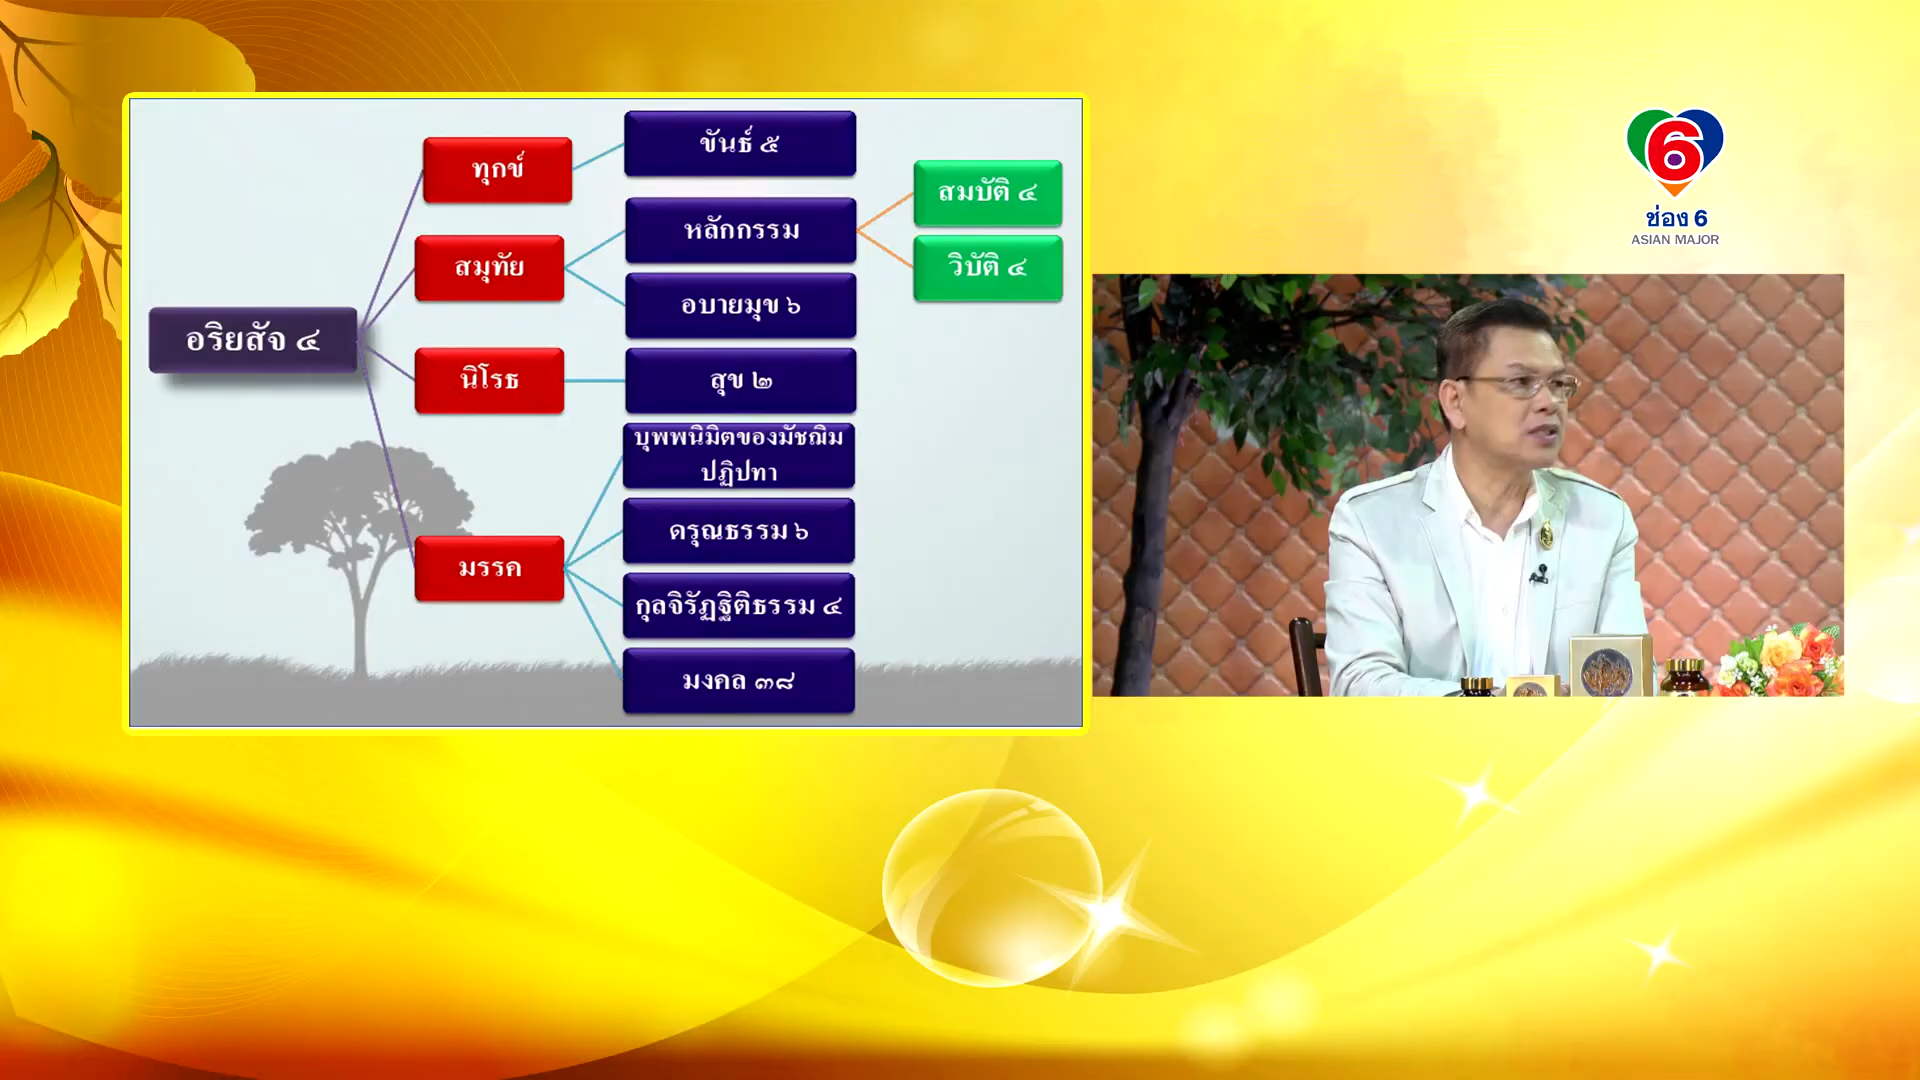 อริยสัจ ๔
ทุกข์
ขันธ์ ๕
สมุทัย
หลักกรรม
สมบัติ ๔
วิบัติ ๔
อบายมุข ๖
นิโรธ
สุข ๒
มรรค
บุพพนิมิตของมัชฌิม
ปฏิปทา
ดรุณธรรม ๖
กุลจิรัฏฐิติธรรม ๔
มงคล ๓๘
6
ช่อง 6
ASIAN MAJOR